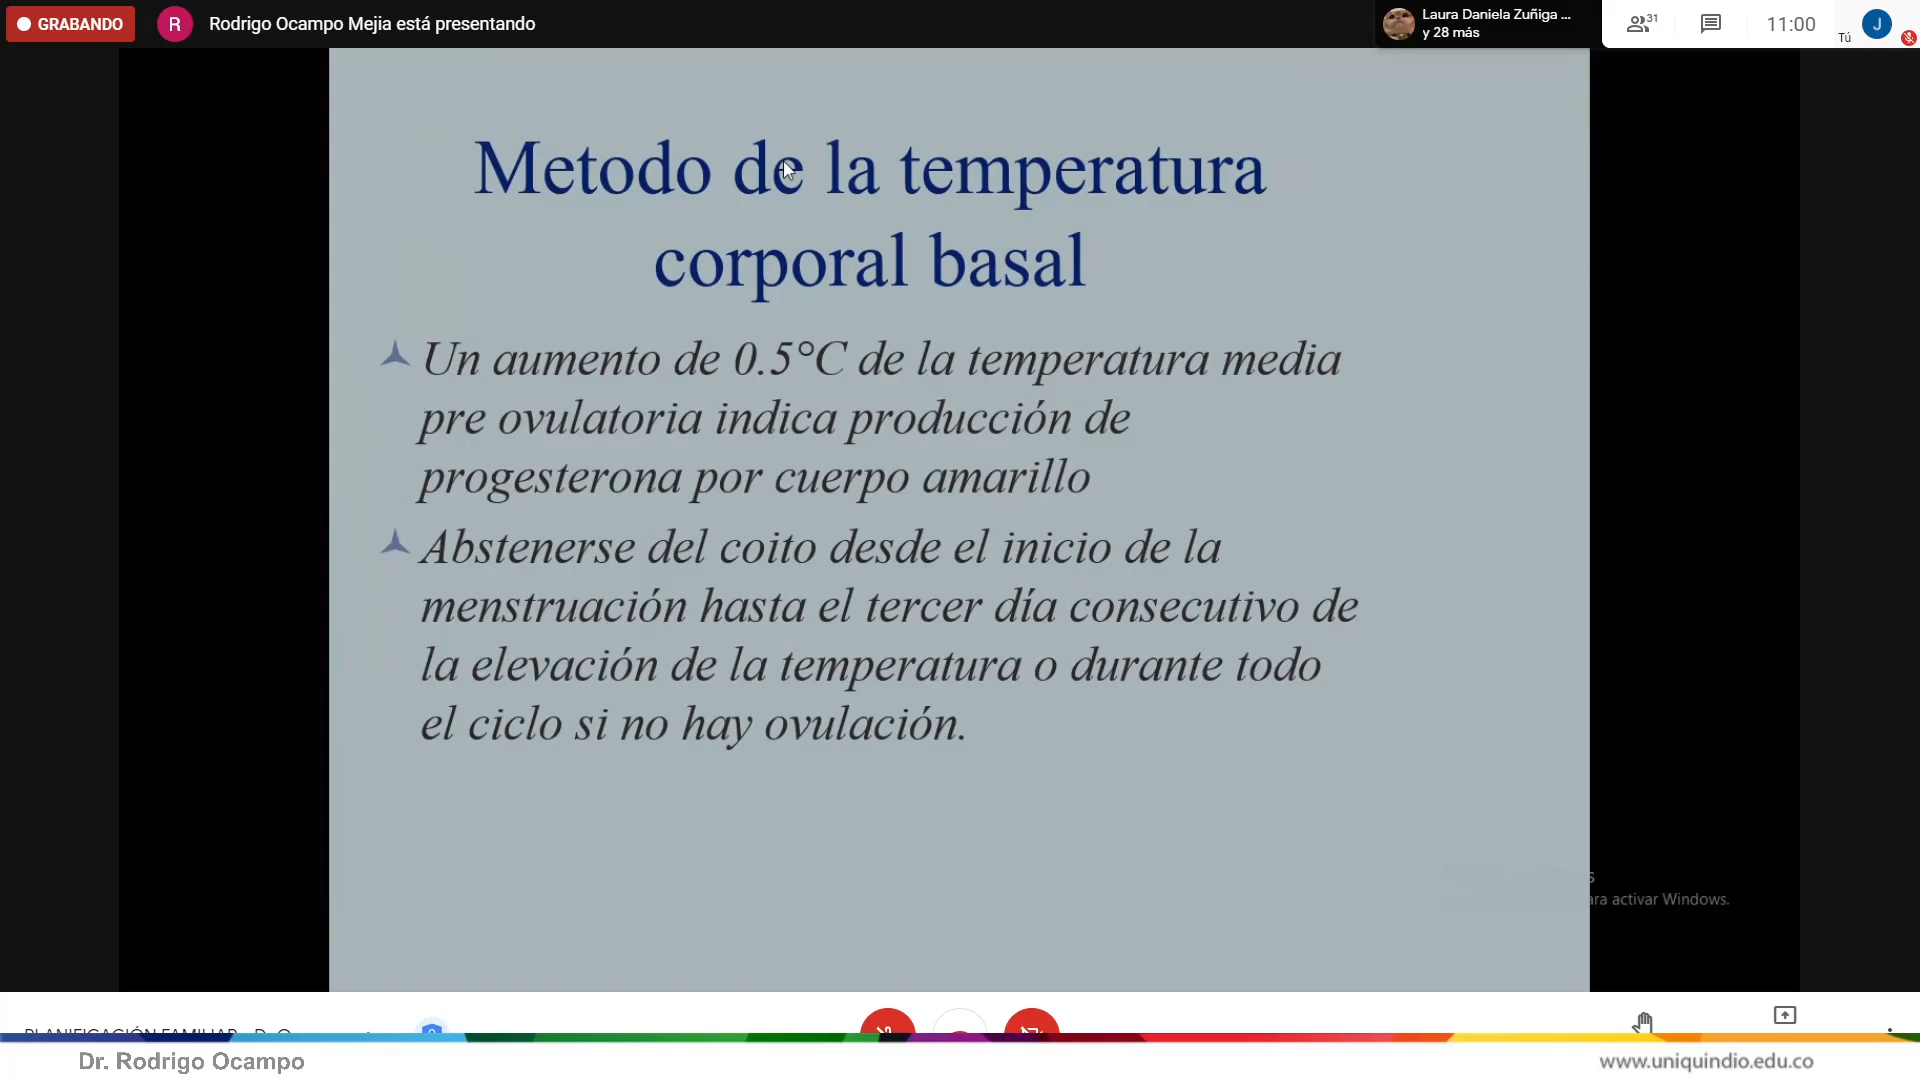 GRABANDO
R
Rodrigo Ocampo Mejia está presentando
Laura Daniela Zuñiga ...
y 28 más
31
11:00
Tú
J
Metodo de la temperatura
corporal basal
Un aumento de 0.5°C de la temperatura media
pre ovulatoria indica producción de
progesterona por cuerpo amarillo
Abstenerse del coito desde el inicio de la
menstruación hasta el tercer día consecutivo de
la elevación de la temperatura o durante todo
el ciclo si no hay ovulación.
activar Windows.
PLANIFICACIÓN FAMILIAR
Dr. Rodrigo Ocampo
www.uniquindio.edu.co